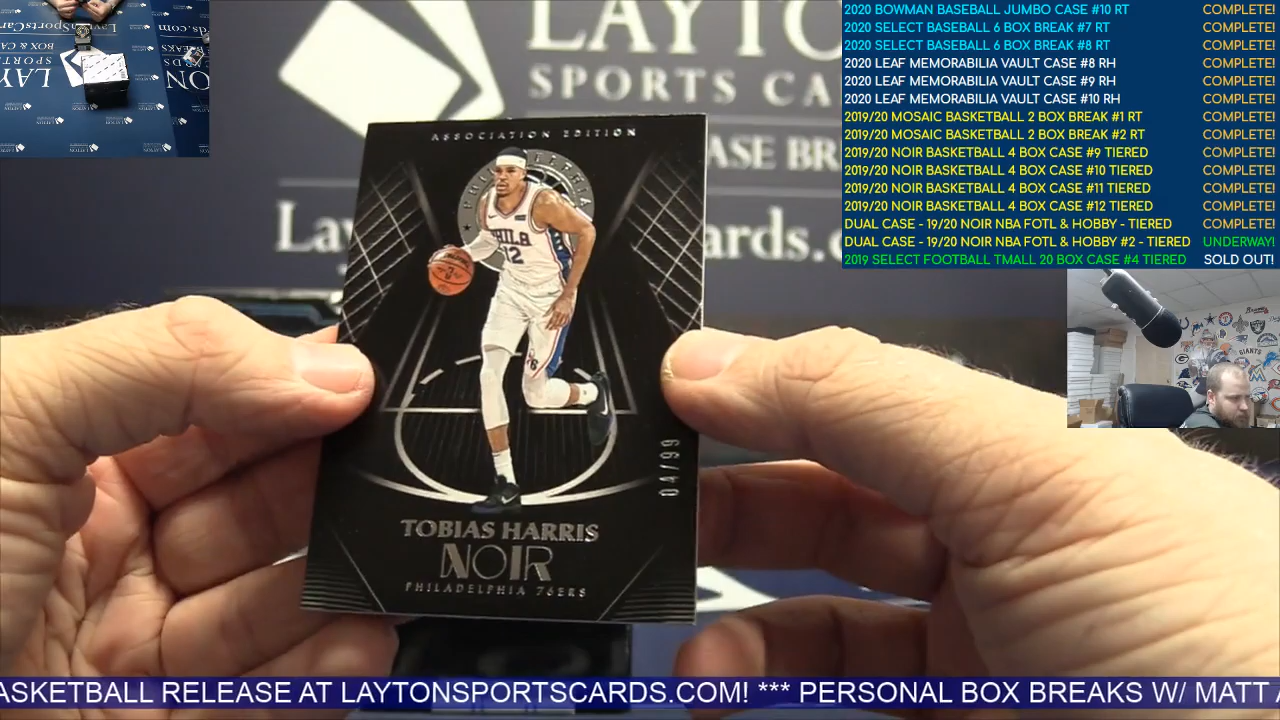 LAYTO
SPORTS CA
ASE BR
Lay
ards.c
ASSOCIATION EDITION
PHILA
12
04/99
TOBIAS HARRIS
NOIR
PHILADELPHIA 76ERS
2020 BOWMAN BASEBALL JUMBO CASE #10 RT COMPLETE!
2020 SELECT BASEBALL 6 BOX BREAK #7 RT COMPLETE!
2020 SELECT BASEBALL 6 BOX BREAK #8 RT COMPLETE!
2020 LEAF MEMORABILIA VAULT CASE #8 RH COMPLETE!
2020 LEAF MEMORABILIA VAULT CASE #9 RH COMPLETE!
2020 LEAF MEMORABILIA VAULT CASE #10 RH COMPLETE!
2019/20 MOSAIC BASKETBALL 2 BOX BREAK #1 RT COMPLETE!
2019/20 MOSAIC BASKETBALL 2 BOX BREAK #2 RT COMPLETE!
2019/20 NOIR BASKETBALL 4 BOX CASE #9 TIERED COMPLETE!
2019/20 NOIR BASKETBALL 4 BOX CASE #10 TIERED COMPLETE!
2019/20 NOIR BASKETBALL 4 BOX CASE #11 TIERED COMPLETE!
2019/20 NOIR BASKETBALL 4 BOX CASE #12 TIERED COMPLETE!
DUAL CASE - 19/20 NOIR NBA FOTL & HOBBY - TIERED COMPLETE!
DUAL CASE - 19/20 NOIR NBA FOTL & HOBBY #2 - TIERED UNDERWAY!
2019 SELECT FOOTBALL TMALL 20 BOX CASE #4 TIERED SOLD OUT!
GIANTS
ASKETBALL RELEASE AT LAYTONSPORTSCARDS.COM! *** PERSONAL BOX BREAKS W/ MATT A